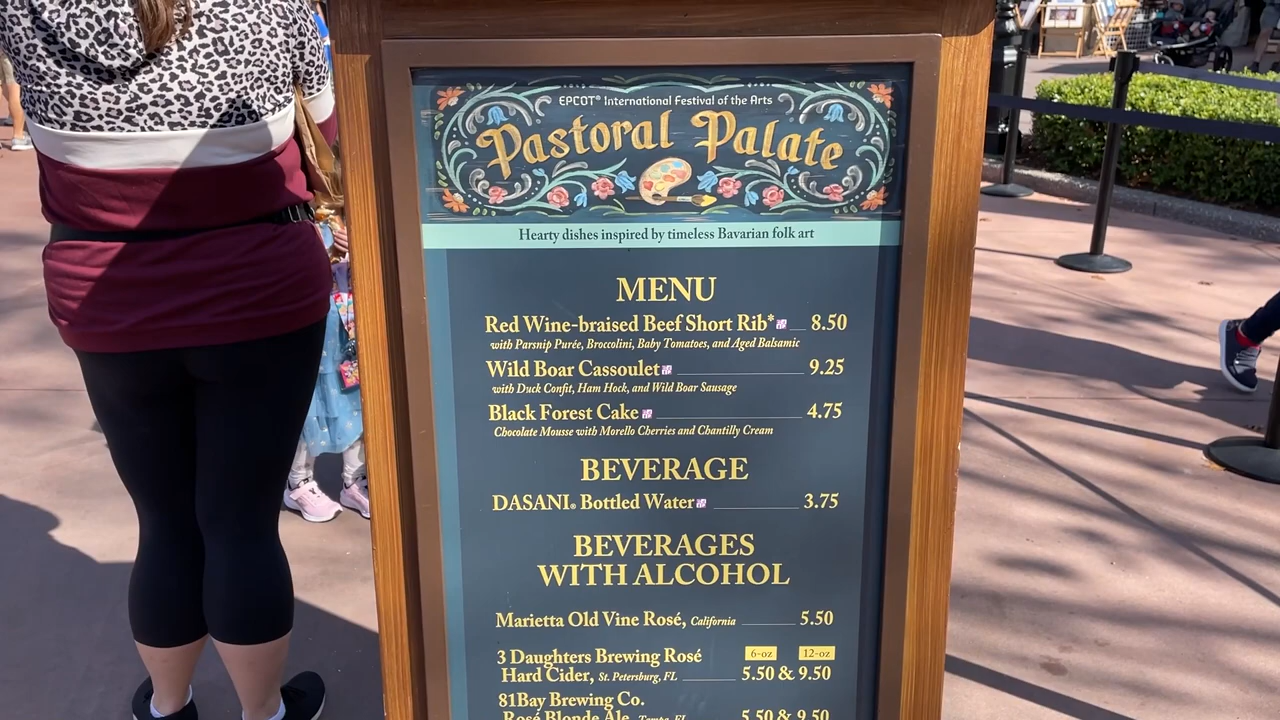 EPCOT® International Festival of the Arts
Pastoral Palate
Hearty dishes inspired by timeless Bavarian folk art
MENU
Red Wine-braised Beef Short Rib* 8.50
with Parsnip Purée, Broccolini, Baby Tomatoes, and Aged Balsamic
Wild Boar Cassoulet 9.25
with Duck Confit, Ham Hock, and Wild Boar Sausage
Black Forest Cake 4.75
Chocolate Mousse with Morello Cherries and Chantilly Cream
BEVERAGE
DASANI® Bottled Water 3.75
BEVERAGES
WITH ALCOHOL
Marietta Old Vine Rosé, California 5.50
3 Daughters Brewing Rosé 6-oz 12-oz
Hard Cider, St. Petersburg, FL 5.50 & 9.50
81Bay Brewing Co.
Rosé Blonde Ale, Tampa, FL 5.50 & 9.50